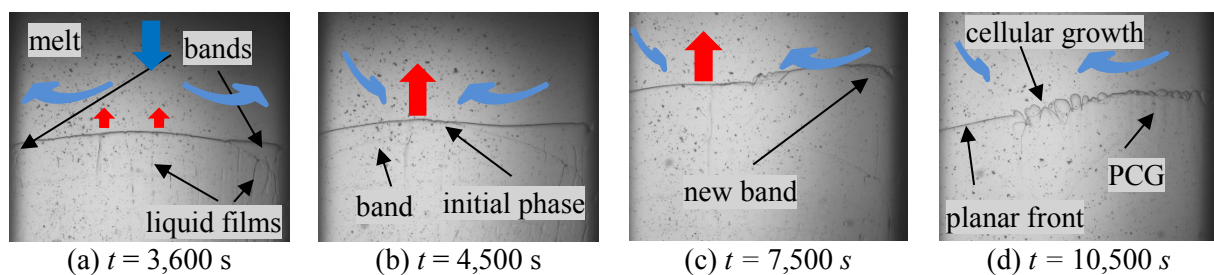 melt
bands
liquid films
(a) t = 3,600 s
band
initial phase
(b) t = 4,500 s
new band
(c) t = 7,500 s
cellular growth
PCG
planar front
(d) t = 10,500 s